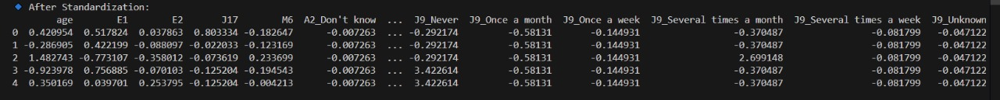 🔹 After Standardization:
age E1 E2 J17 M6 A2_Don't know ... J9_Never J9_Once a month J9_Once a week J9_Several times a month J9_Several times a week J9_Unknown
0 0.420954 0.517824 0.037863 0.803334 -0.182647 -0.007263 ... -0.292174 -0.58131 -0.144931 -0.370487 -0.081799 -0.047122
1 -0.286905 0.422199 -0.088097 -0.022033 -0.123169 -0.007263 ... -0.292174 -0.58131 -0.144931 -0.370487 -0.081799 -0.047122
2 1.482743 -0.773107 -0.358012 -0.073619 0.233699 -0.007263 ... -0.292174 -0.58131 -0.144931 2.699148 -0.081799 -0.047122
3 -0.923978 0.756885 -0.070103 -0.125204 -0.194543 -0.007263 ... 3.422614 -0.58131 -0.144931 -0.370487 -0.081799 -0.047122
4 0.350169 0.039701 0.253795 -0.125204 -0.004213 -0.007263 ... 3.422614 -0.58131 -0.144931 -0.370487 -0.081799 -0.047122